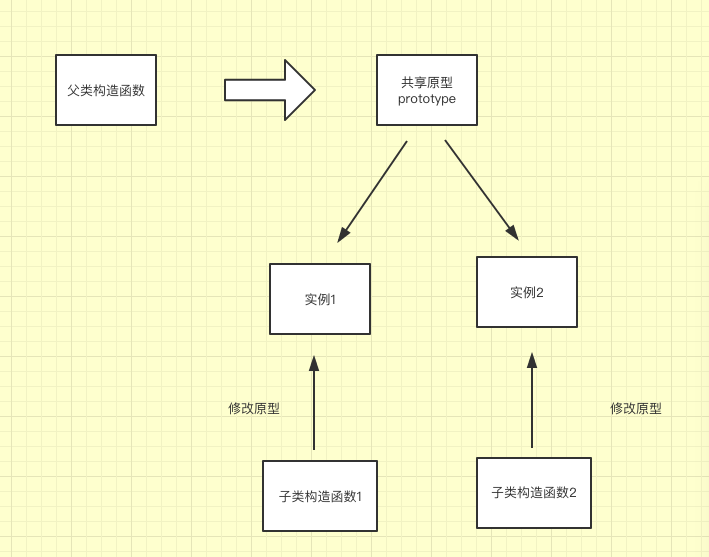 父类构造函数
共享原型
prototype
实例1
实例2
修改原型
修改原型
子类构造函数1
子类构造函数2